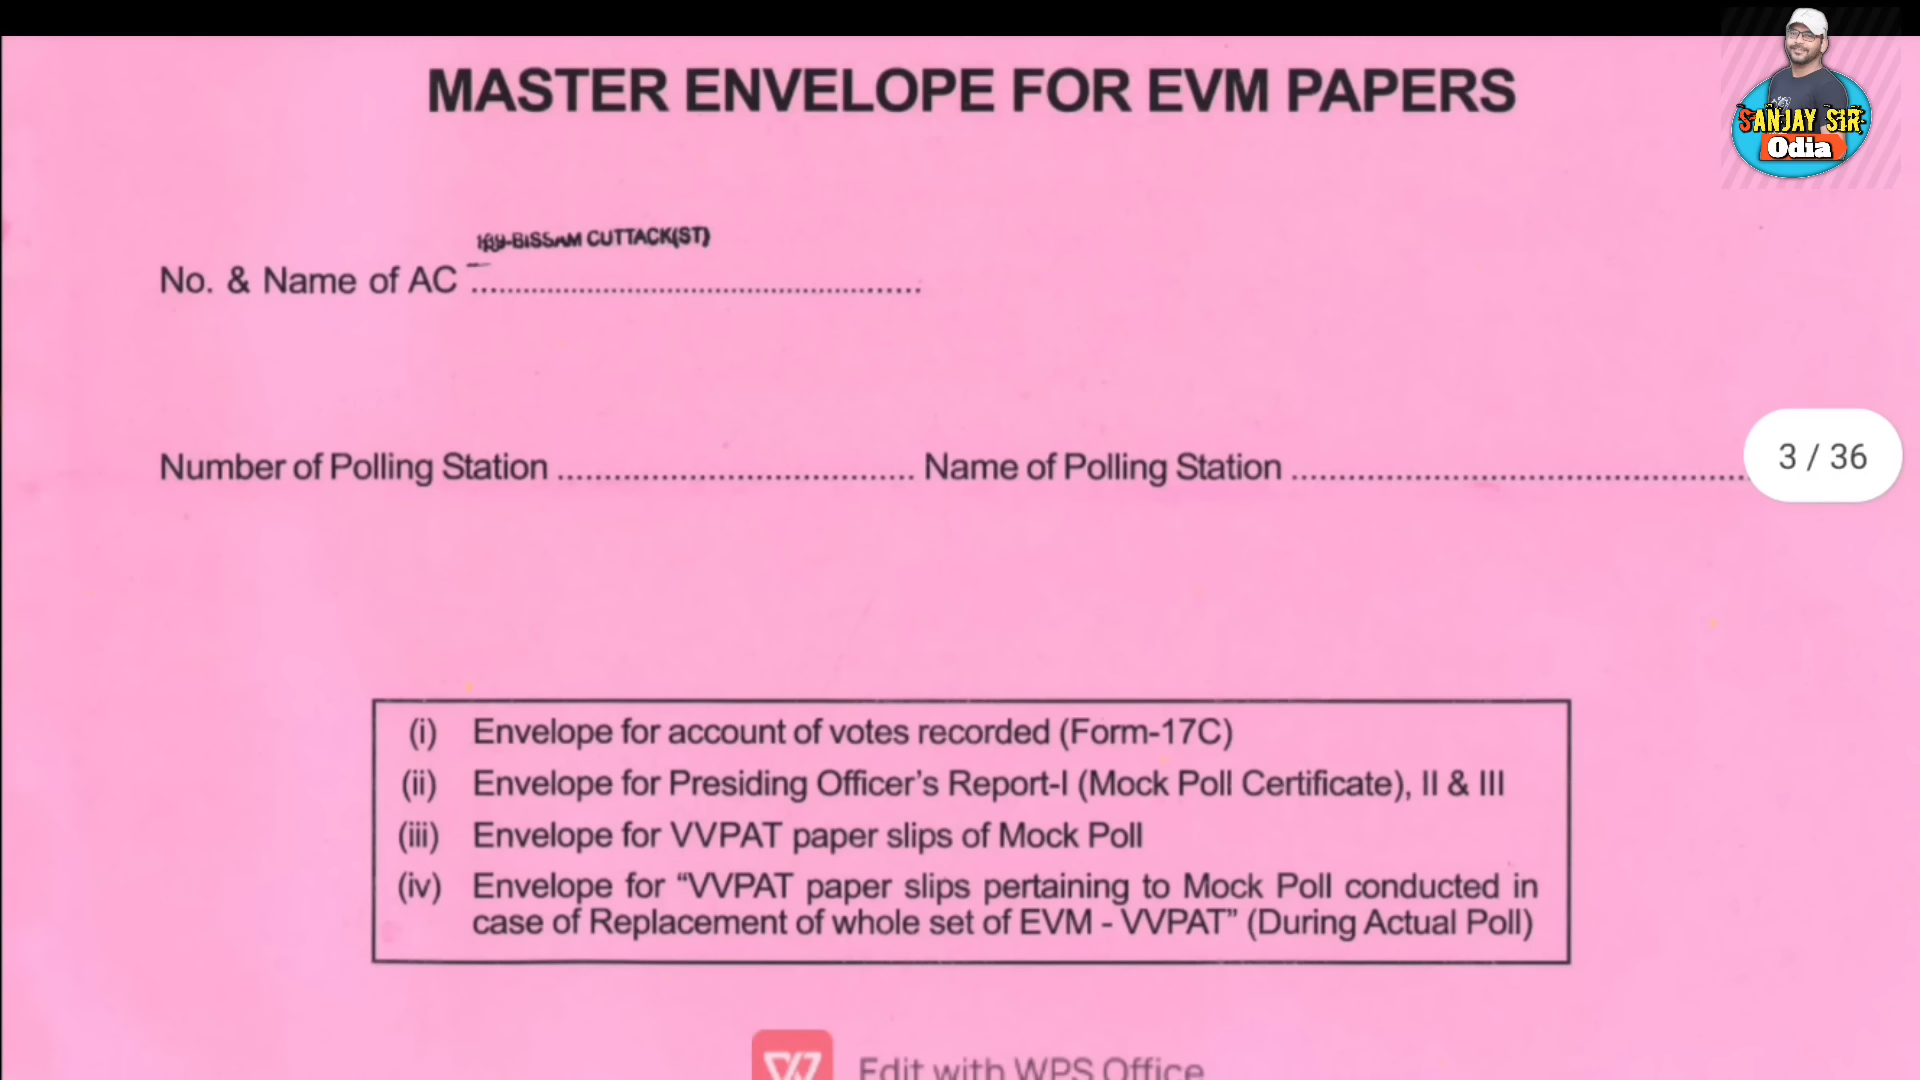 MASTER ENVELOPE FOR EVM PAPERS
SANJAY SIR
Odia
BISSAM CUTTACK(ST)
No. & Name of AC ..................................................
3 / 36
Number of Polling Station .................................... Name of Polling Station ..................................................
(i) Envelope for account of votes recorded (Form-17C)
(ii) Envelope for Presiding Officer’s Report-I (Mock Poll Certificate), II & III
(iii) Envelope for VVPAT paper slips of Mock Poll
(iv) Envelope for “VVPAT paper slips pertaining to Mock Poll conducted in
case of Replacement of whole set of EVM - VVPAT” (During Actual Poll)
Edit with WPS Office